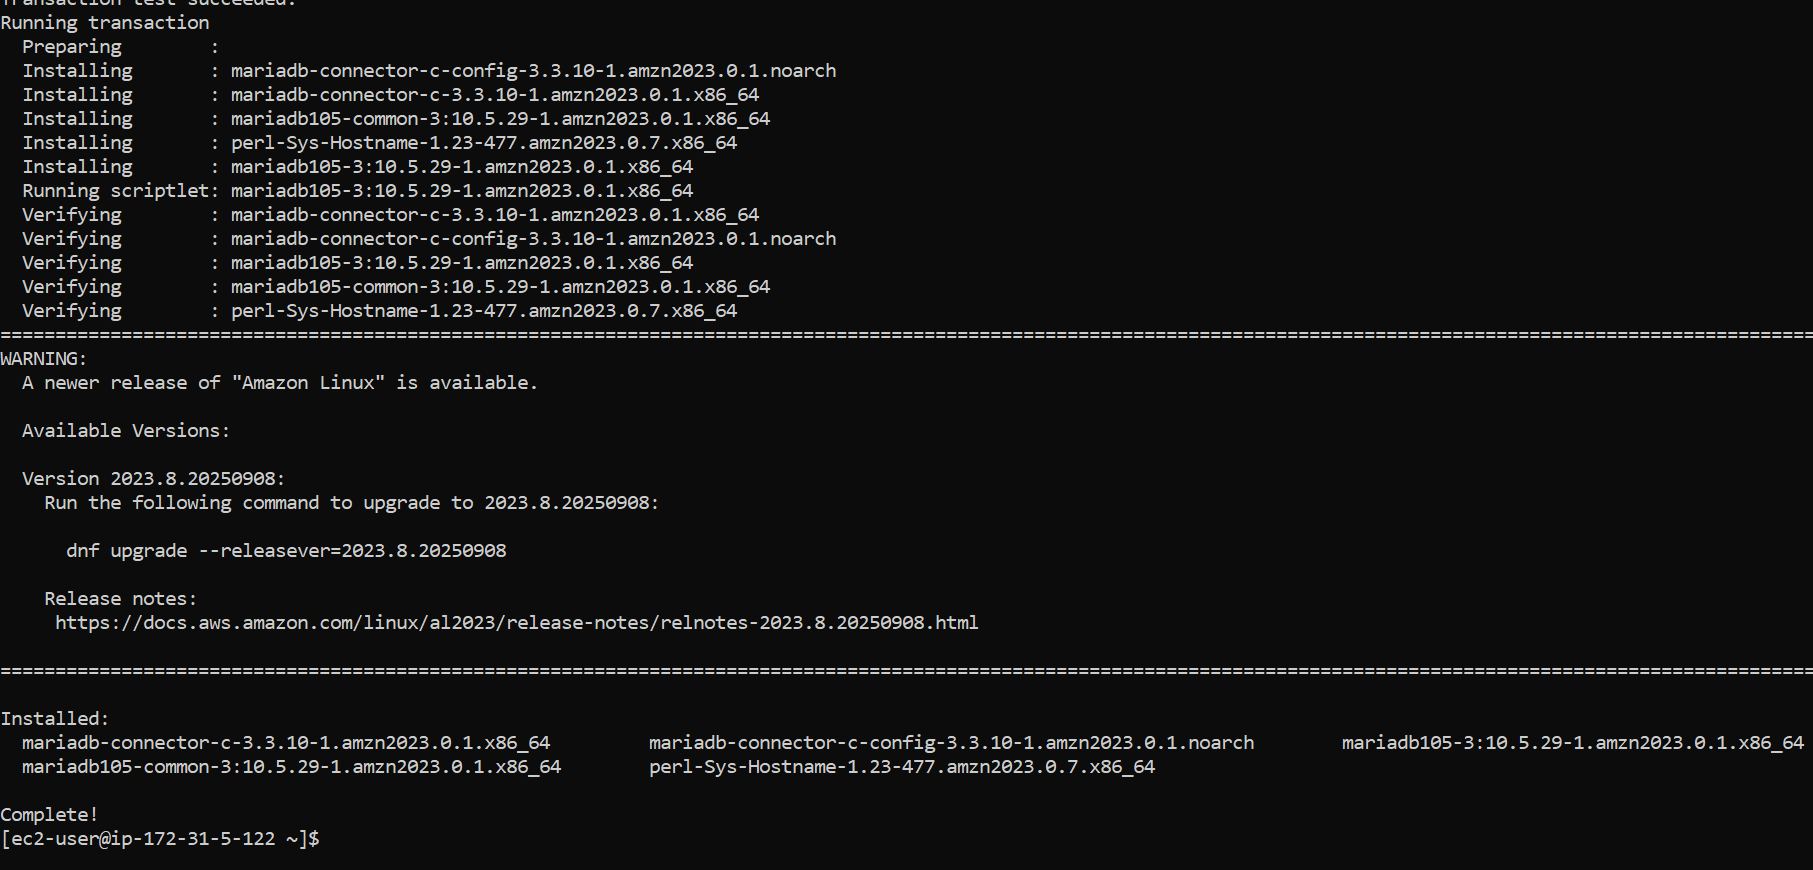 Transaction test succeeded.
Running transaction
  Preparing        :
  Installing       : mariadb-connector-c-config-3.3.10-1.amzn2023.0.1.noarch
  Installing       : mariadb-connector-c-3.3.10-1.amzn2023.0.1.x86_64
  Installing       : mariadb105-common-3:10.5.29-1.amzn2023.0.1.x86_64
  Installing       : perl-Sys-Hostname-1.23-477.amzn2023.0.7.x86_64
  Installing       : mariadb105-3:10.5.29-1.amzn2023.0.1.x86_64
  Running scriptlet: mariadb105-3:10.5.29-1.amzn2023.0.1.x86_64
  Verifying        : mariadb-connector-c-3.3.10-1.amzn2023.0.1.x86_64
  Verifying        : mariadb-connector-c-config-3.3.10-1.amzn2023.0.1.noarch
  Verifying        : mariadb105-3:10.5.29-1.amzn2023.0.1.x86_64
  Verifying        : mariadb105-common-3:10.5.29-1.amzn2023.0.1.x86_64
  Verifying        : perl-Sys-Hostname-1.23-477.amzn2023.0.7.x86_64
=====================================================================================================================================================================
WARNING:
  A newer release of "Amazon Linux" is available.

  Available Versions:

  Version 2023.8.20250908:
    Run the following command to upgrade to 2023.8.20250908:

      dnf upgrade --releasever=2023.8.20250908

    Release notes:
     https://docs.aws.amazon.com/linux/al2023/release-notes/relnotes-2023.8.20250908.html

=====================================================================================================================================================================

Installed:
  mariadb-connector-c-3.3.10-1.amzn2023.0.1.x86_64         mariadb-connector-c-config-3.3.10-1.amzn2023.0.1.noarch        mariadb105-3:10.5.29-1.amzn2023.0.1.x86_64
  mariadb105-common-3:10.5.29-1.amzn2023.0.1.x86_64        perl-Sys-Hostname-1.23-477.amzn2023.0.7.x86_64

Complete!
[ec2-user@ip-172-31-5-122 ~]$